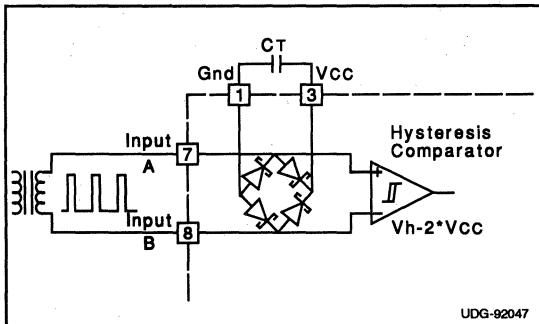 CT
Gnd
VCC
1
3
Input
7
A
Hysteresis
Comparator
Input
8
B
Vh-2*VCC
UDG-92047